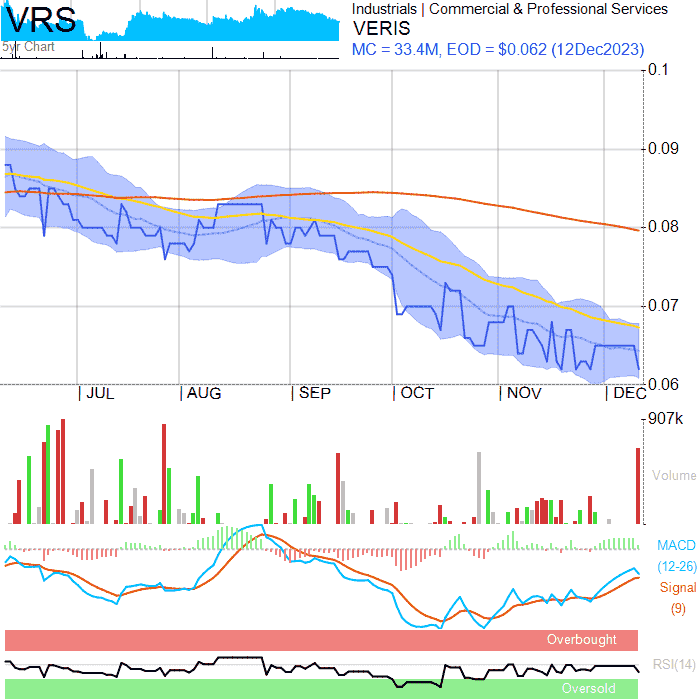 VRS
5yr Chart
Industrials | Commercial & Professional Services
VERIS
MC = 33.4M, EOD = $0.062 (12Dec2023)
0.1
0.09
0.08
0.07
0.06
JUL
AUG
SEP
OCT
NOV
DEC
907k
Volume
MACD
(12-26)
Signal
(9)
Overbought
RSI(14)
Oversold